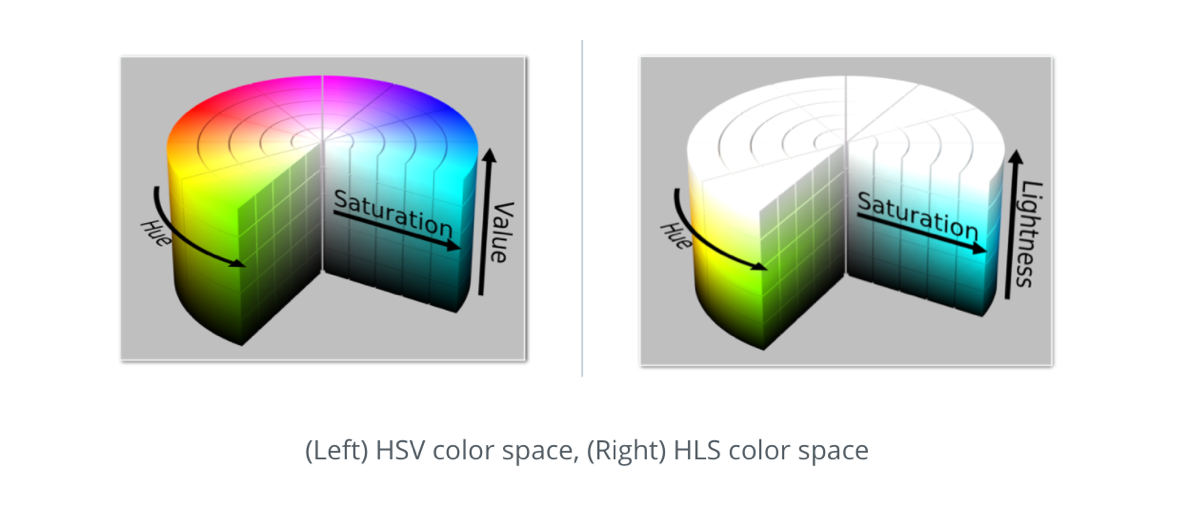 Hue
Saturation
Value
Hue
Saturation
Lightness
(Left) HSV color space, (Right) HLS color space